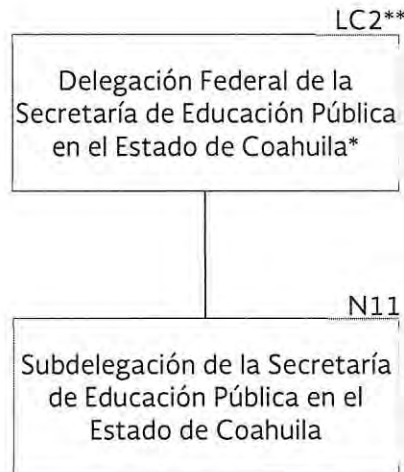 LC2**
Delegación Federal de la
Secretaría de Educación Pública
en el Estado de Coahuila*
N11
Subdelegación de la Secretaría
de Educación Pública en el
Estado de Coahuila